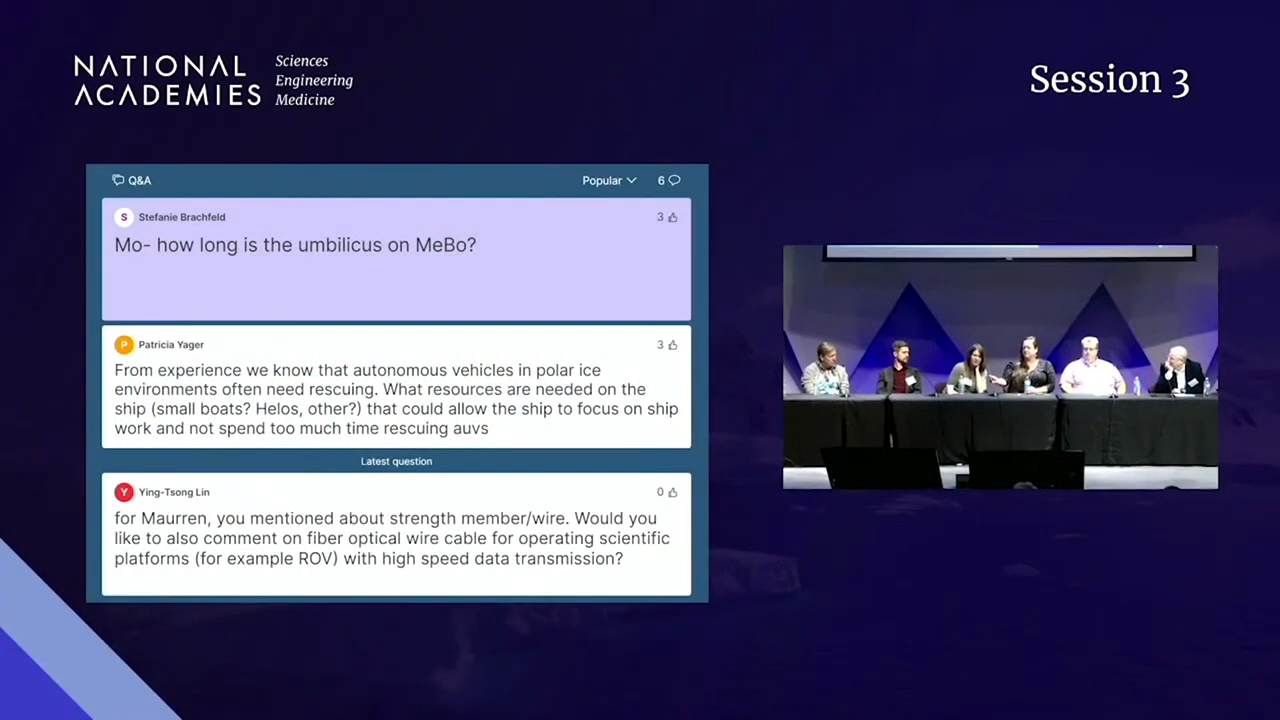 NATIONAL
ACADEMIES
Sciences
Engineering
Medicine
Session 3
Q&A
Popular
6
S
Stefanie Brachfeld
3
Mo- how long is the umbilicus on MeBo?
P
Patricia Yager
3
From experience we know that autonomous vehicles in polar ice
environments often need rescuing. What resources are needed on the
ship (small boats? Helos, other?) that could allow the ship to focus on ship
work and not spend too much time rescuing auvs
Latest question
Y
Ying-Tsong Lin
0
for Maurren, you mentioned about strength member/wire. Would you
like to also comment on fiber optical wire cable for operating scientific
platforms (for example ROV) with high speed data transmission?